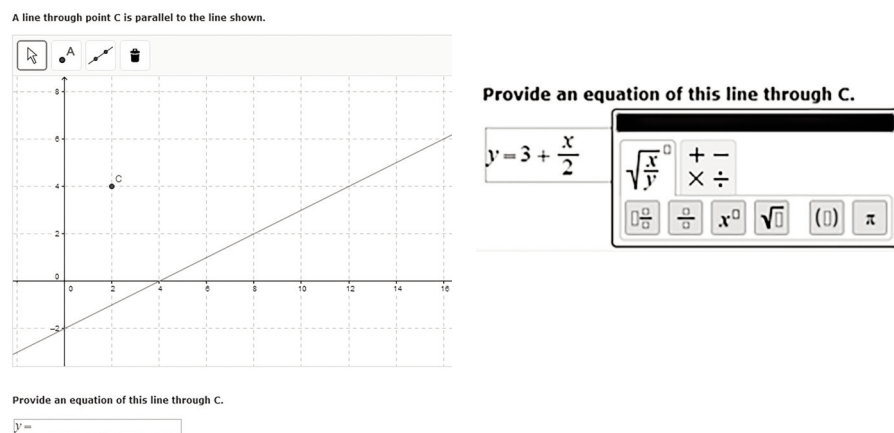 A line through point C is parallel to the line shown.
A
8
6
C
4
2
0
0 2 4 6 8 10 12 14 16
-2
Provide an equation of this line through C.
y =
Provide an equation of this line through C.
y = 3 + x/2
√ x/y □ + − × ÷
□ □/□ □/□ x□ √□ (□) π